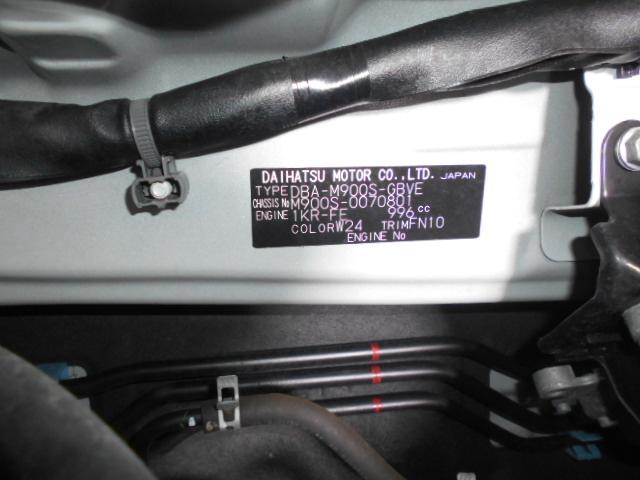 DAIHATSU MOTOR CO.,LTD. JAPAN
TYPE DBA-M900S-GBVE
CHASSIS No M900S-0070801
ENGINE 1KR-FE 996 cc
COLOR W24 TRIM FN10
ENGINE No